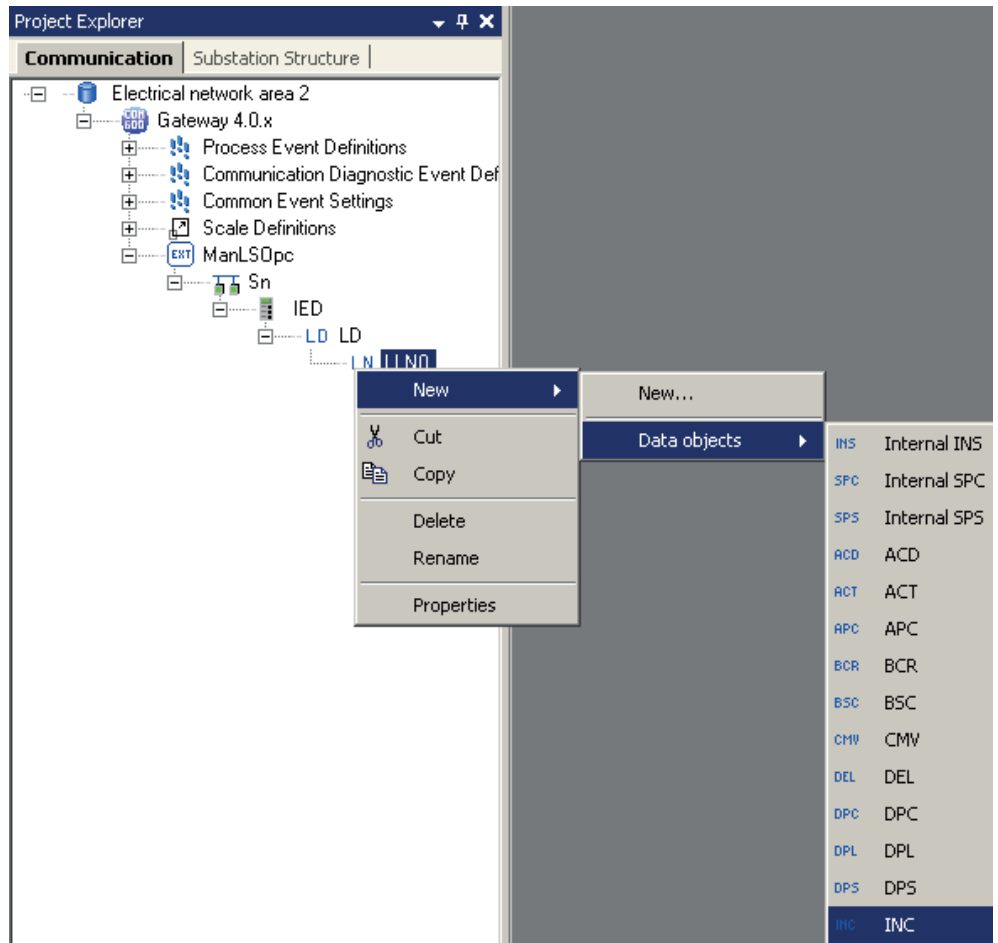 Project Explorer
Communication
Substation Structure
Electrical network area 2
COM 600 Gateway 4.0.x
Process Event Definitions
Communication Diagnostic Event Def
Common Event Settings
Scale Definitions
EXT ManLSOpc
Sn
IED
LD LD
LN LLN0
New
Cut
Copy
Delete
Rename
Properties
New...
Data objects
INS Internal INS
SPC Internal SPC
SPS Internal SPS
ACD ACD
ACT ACT
APC APC
BCR BCR
BSC BSC
CMV CMV
DEL DEL
DPC DPC
DPL DPL
DPS DPS
INC INC